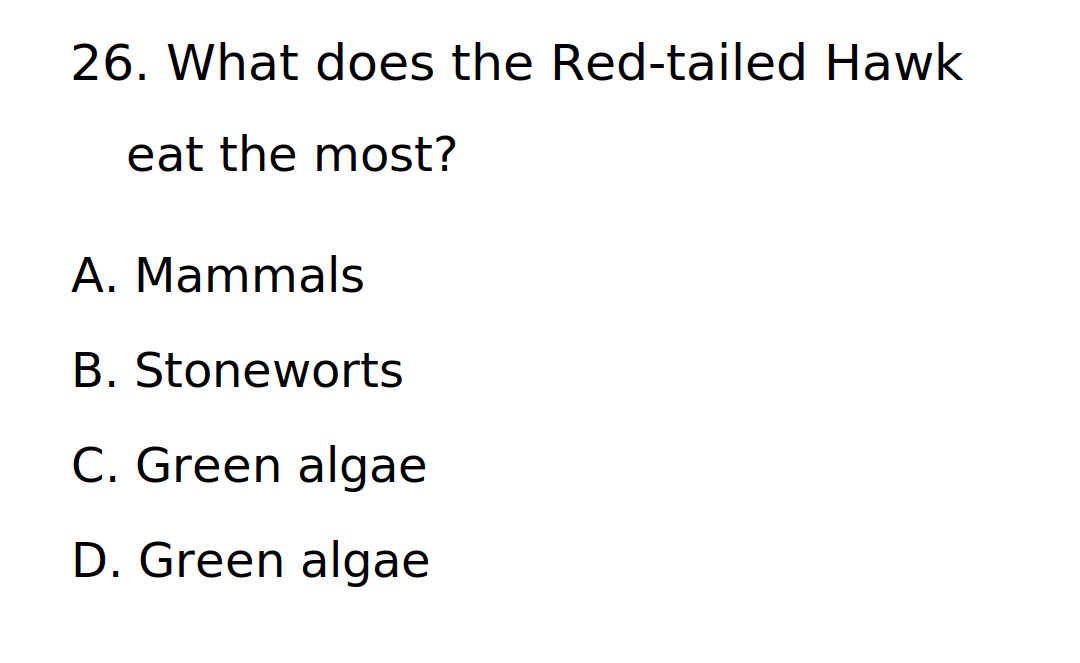 26. What does the Red-tailed Hawk
eat the most?
A. Mammals
B. Stoneworts
C. Green algae
D. Green algae